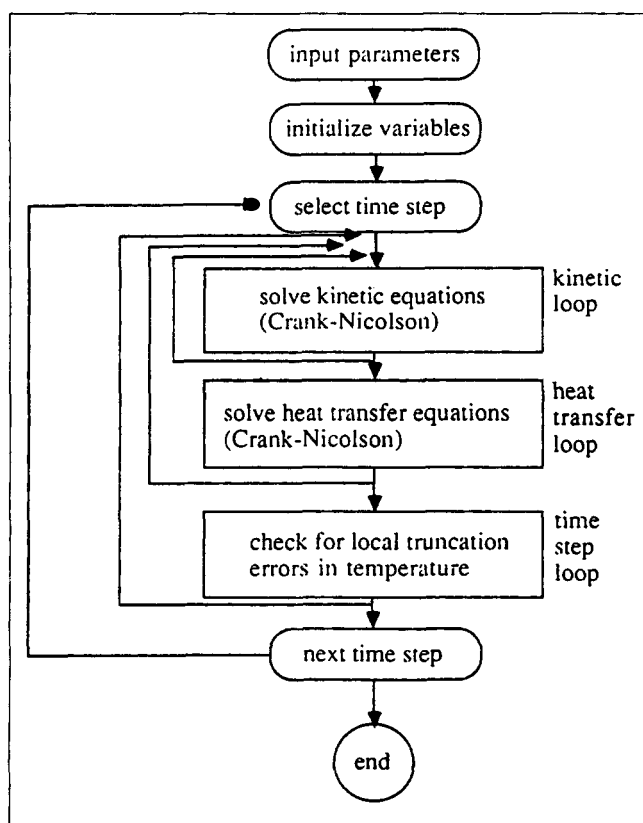 input parameters
initialize variables
select time step
solve kinetic equations
(Crank-Nicolson)
kinetic
loop
solve heat transfer equations
(Crank-Nicolson)
heat
transfer
loop
check for local truncation
errors in temperature
time
step
loop
next time step
end